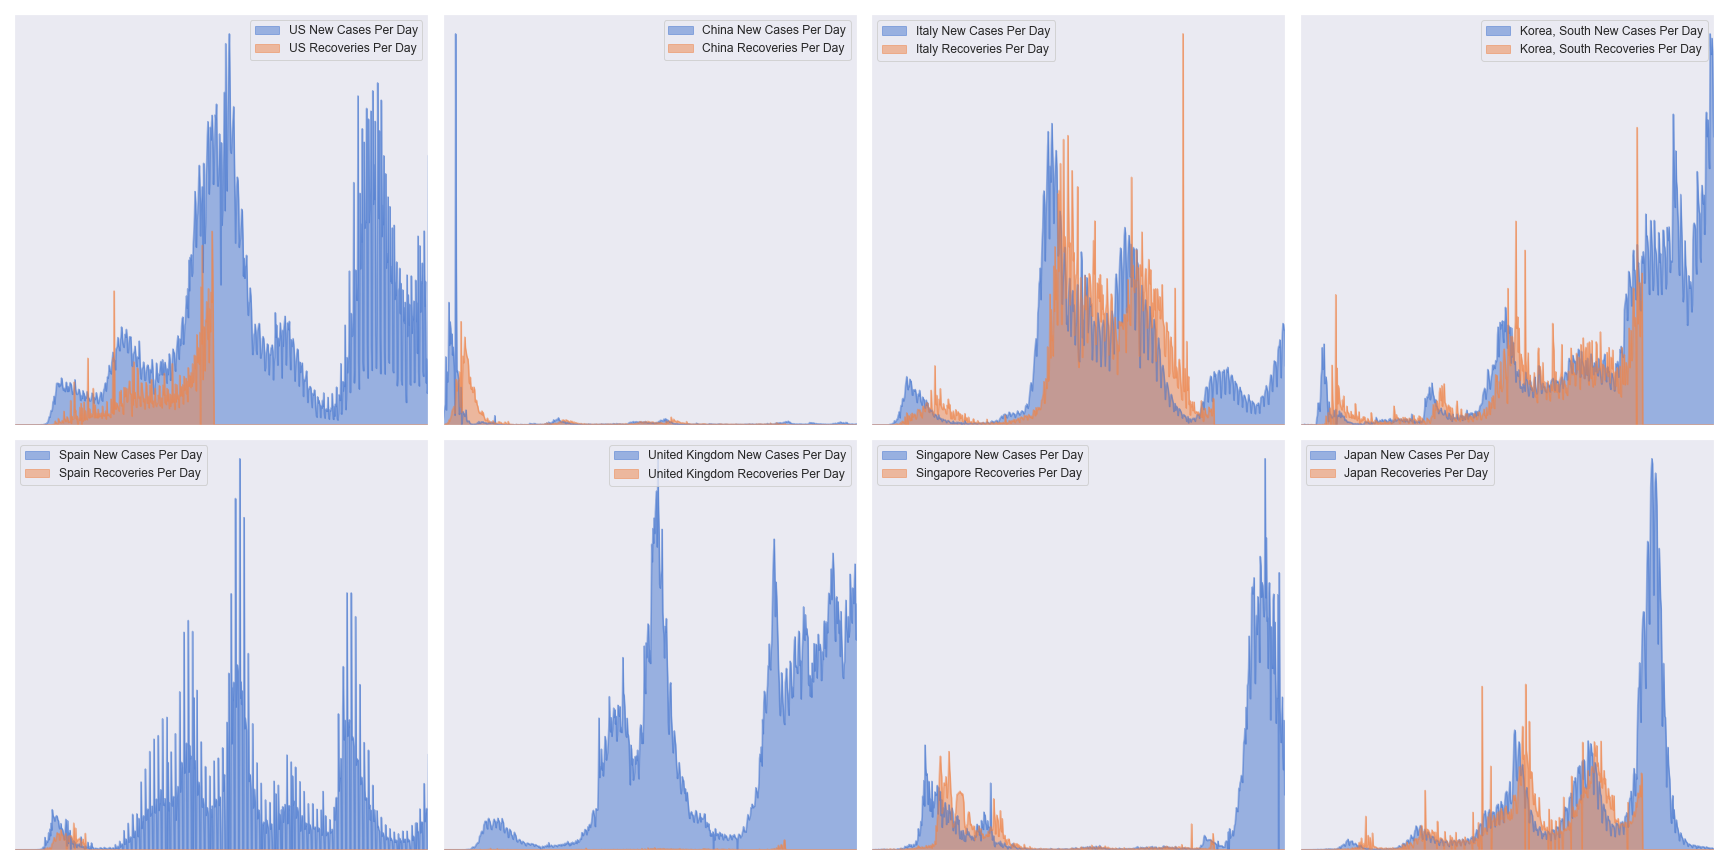 US New Cases Per Day
US Recoveries Per Day
China New Cases Per Day
China Recoveries Per Day
Italy New Cases Per Day
Italy Recoveries Per Day
Korea, South New Cases Per Day
Korea, South Recoveries Per Day
Spain New Cases Per Day
Spain Recoveries Per Day
United Kingdom New Cases Per Day
United Kingdom Recoveries Per Day
Singapore New Cases Per Day
Singapore Recoveries Per Day
Japan New Cases Per Day
Japan Recoveries Per Day